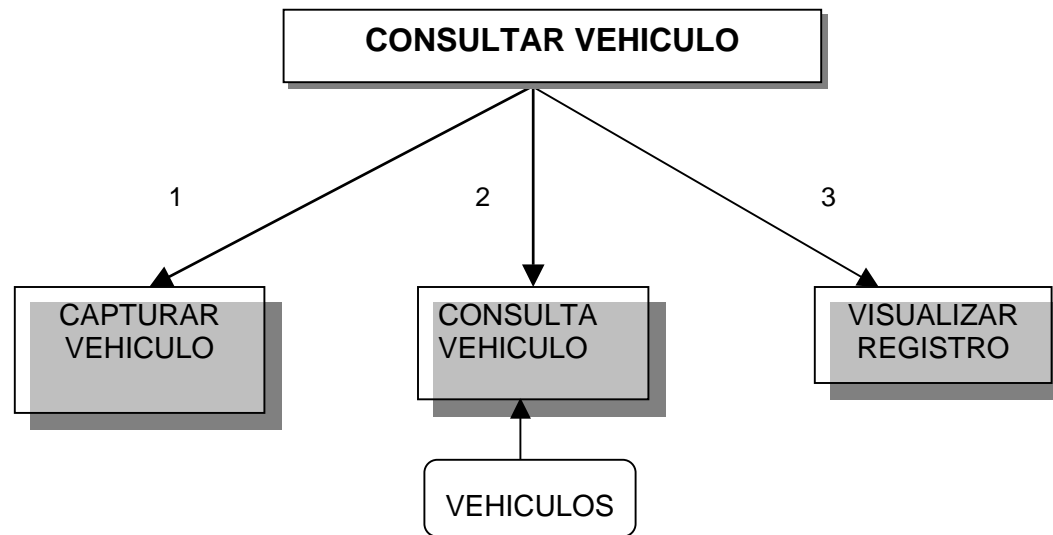 CONSULTAR VEHICULO
1
2
3
CAPTURAR
VEHICULO
CONSULTA
VEHICULO
VISUALIZAR
REGISTRO
VEHICULOS